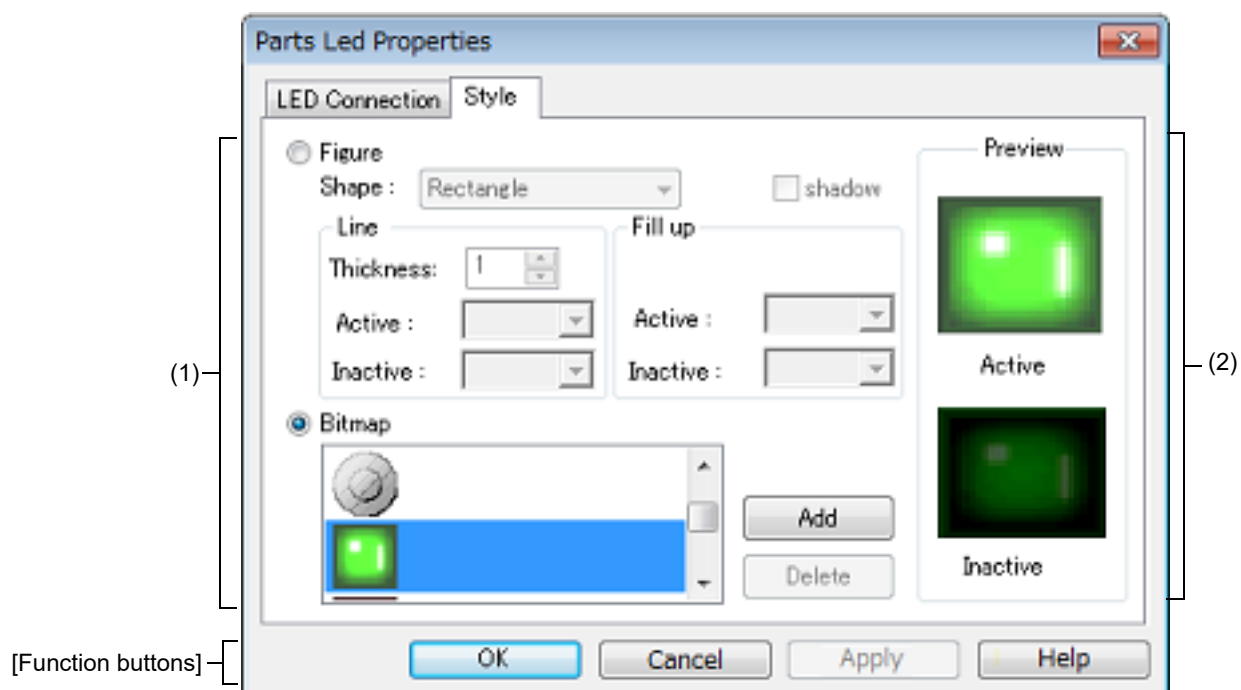 Parts Led Properties
LED Connection Style
Figure
Shape : Rectangle shadow
Line Fill up
Thickness: 1
Active : Active :
Inactive : Inactive :
Bitmap
Add
Delete
Preview
Active
Inactive
(1)
(2)
[Function buttons] OK Cancel Apply Help